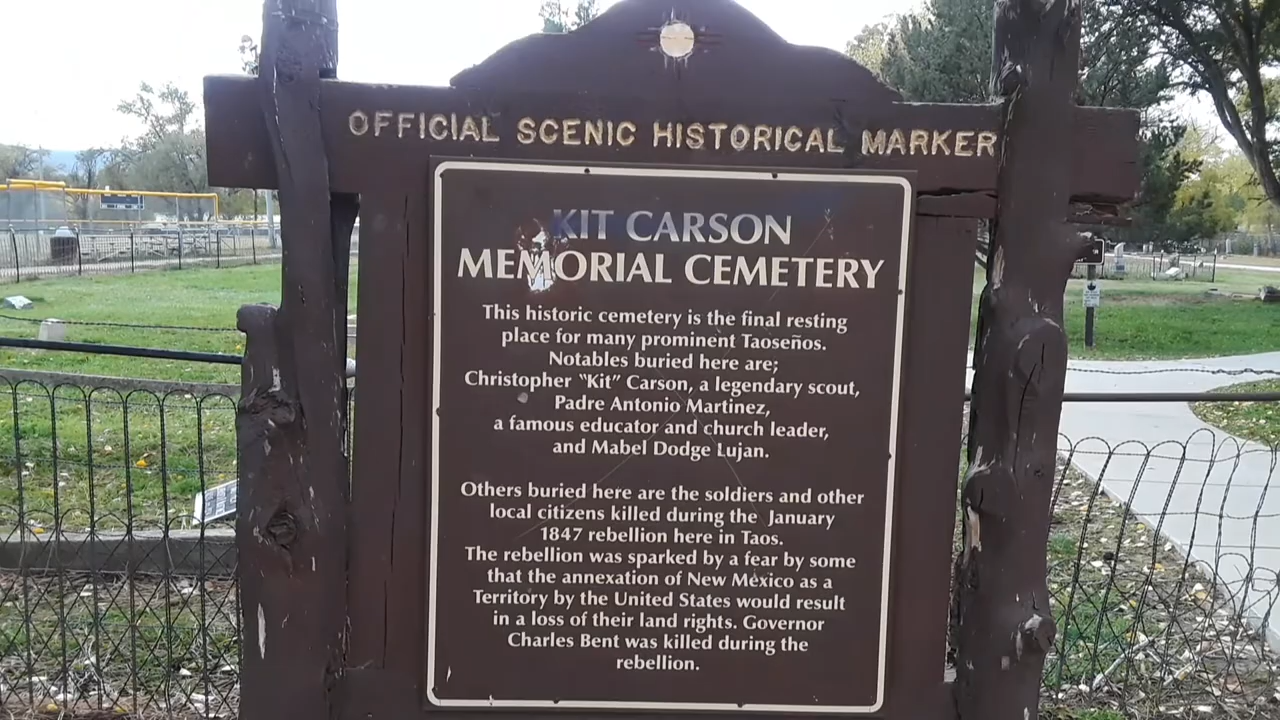 OFFICIAL SCENIC HISTORICAL MARKER
KIT CARSON
MEMORIAL CEMETERY
This historic cemetery is the final resting
place for many prominent Taoseños.
Notables buried here are;
Christopher “Kit” Carson, a legendary scout,
Padre Antonio Martinez,
a famous educator and church leader,
and Mabel Dodge Lujan.
Others buried here are the soldiers and other
local citizens killed during the January
1847 rebellion here in Taos.
The rebellion was sparked by a fear by some
that the annexation of New Mexico as a
Territory by the United States would result
in a loss of their land rights. Governor
Charles Bent was killed during the
rebellion.